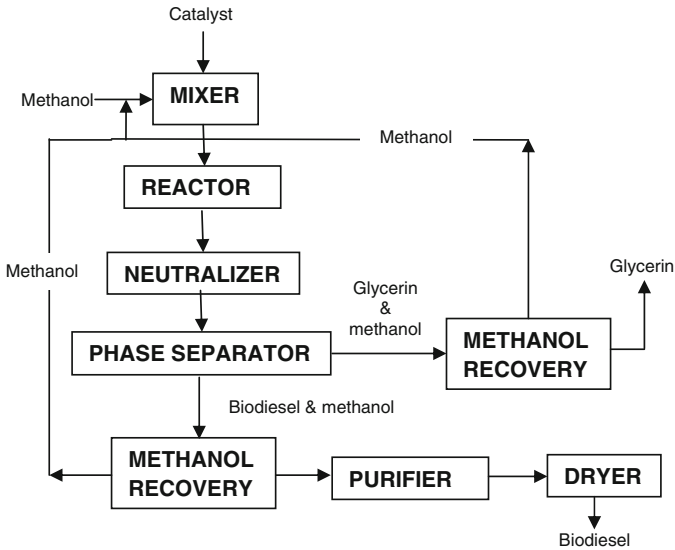 Catalyst
Methanol
MIXER
Methanol
REACTOR
Methanol
NEUTRALIZER
Glycerin
&
methanol
Glycerin
PHASE SEPARATOR
METHANOL
RECOVERY
Biodiesel & methanol
METHANOL
RECOVERY
PURIFIER
DRYER
Biodiesel